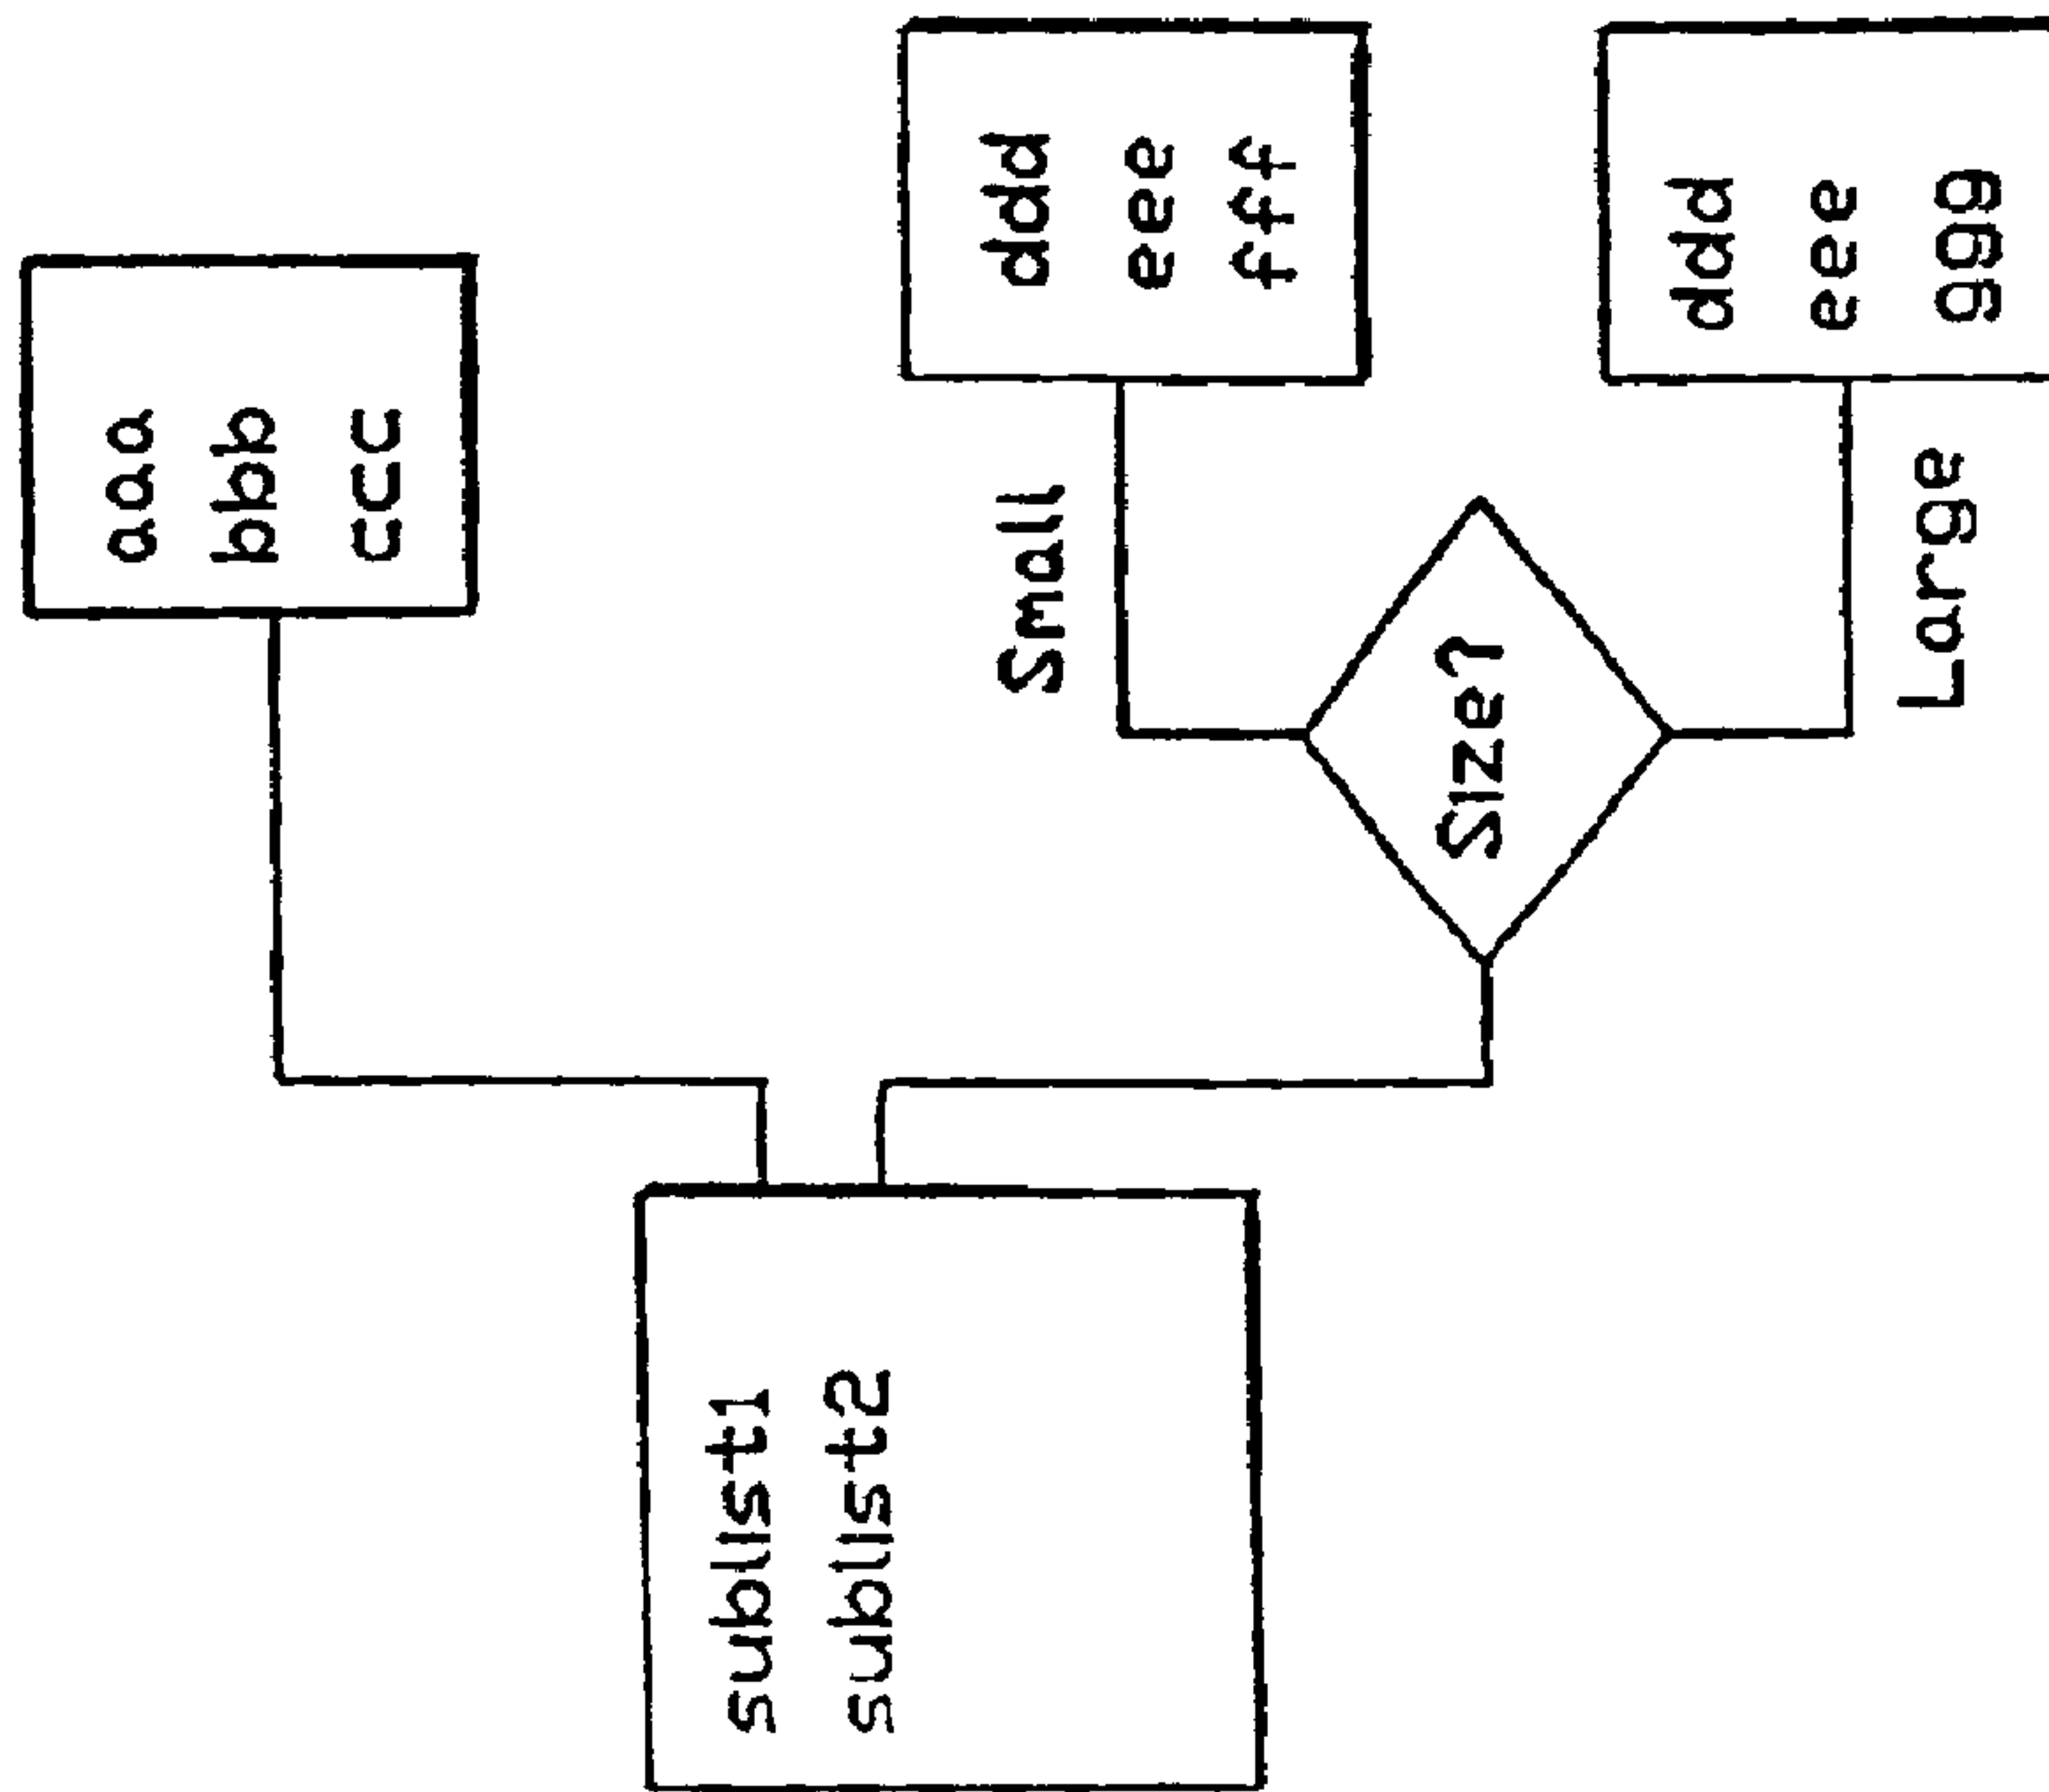 sublist1
sublist2
aaa
bbb
ccc
Size?
Small
ddd
eee
fff
Large
ddd
eee
ggg